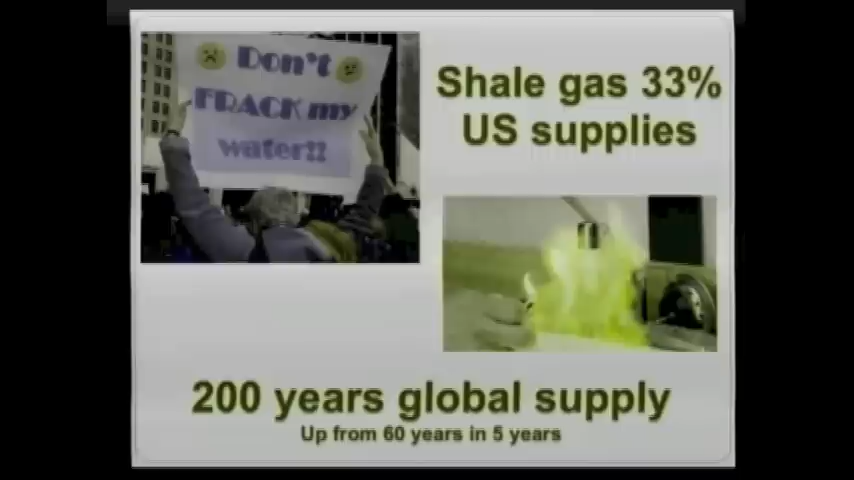 Don't
FRACK my
water!!
Shale gas 33%
US supplies
200 years global supply
Up from 60 years in 5 years